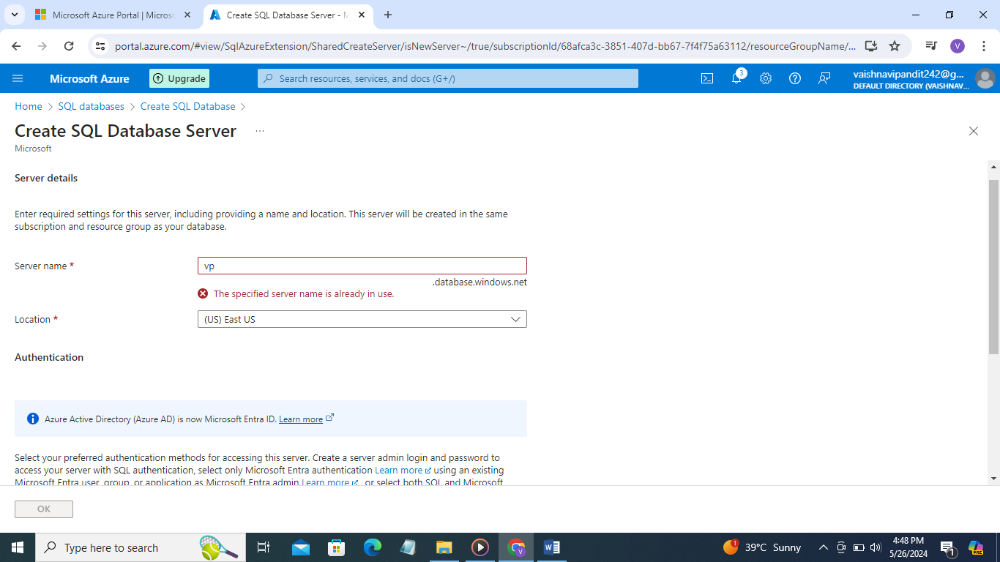 Microsoft Azure Portal | Micros
Create SQL Database Server - M
portal.azure.com/#view/SqlAzureExtension/SharedCreateServer/isNewServer~/true/subscriptionId/68afca3c-3851-407d-bb67-7f4f75a63112/resourceGroupName/...
V
Microsoft Azure
Upgrade
Search resources, services, and docs (G+/)
3
vaishnavipandit242@g...
DEFAULT DIRECTORY (VAISHNAV...
Home > SQL databases > Create SQL Database >
Create SQL Database Server ...
Microsoft
Server details
Enter required settings for this server, including providing a name and location. This server will be created in the same
subscription and resource group as your database.
Server name *
vp
.database.windows.net
The specified server name is already in use.
Location *
(US) East US
Authentication
Azure Active Directory (Azure AD) is now Microsoft Entra ID. Learn more
Select your preferred authentication methods for accessing this server. Create a server admin login and password to
access your server with SQL authentication, select only Microsoft Entra authentication Learn more using an existing
Microsoft Entra user, group, or application as Microsoft Entra admin Learn more , or select both SQL and Microsoft
OK
Type here to search
V
W
1
39°C Sunny
4:48 PM
5/26/2024
1
PRE